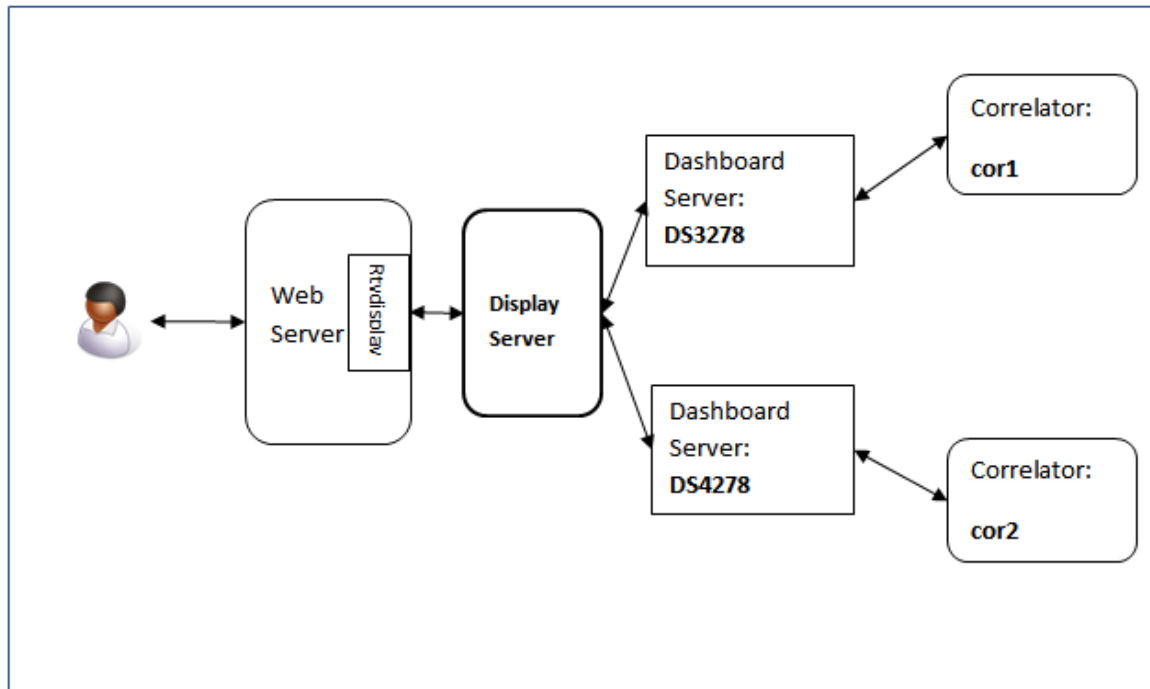 Correlator:
cor1
Dashboard
Server:
DS3278
Web
Server
Rtvdisplay
Display
Server
Dashboard
Server:
DS4278
Correlator:
cor2